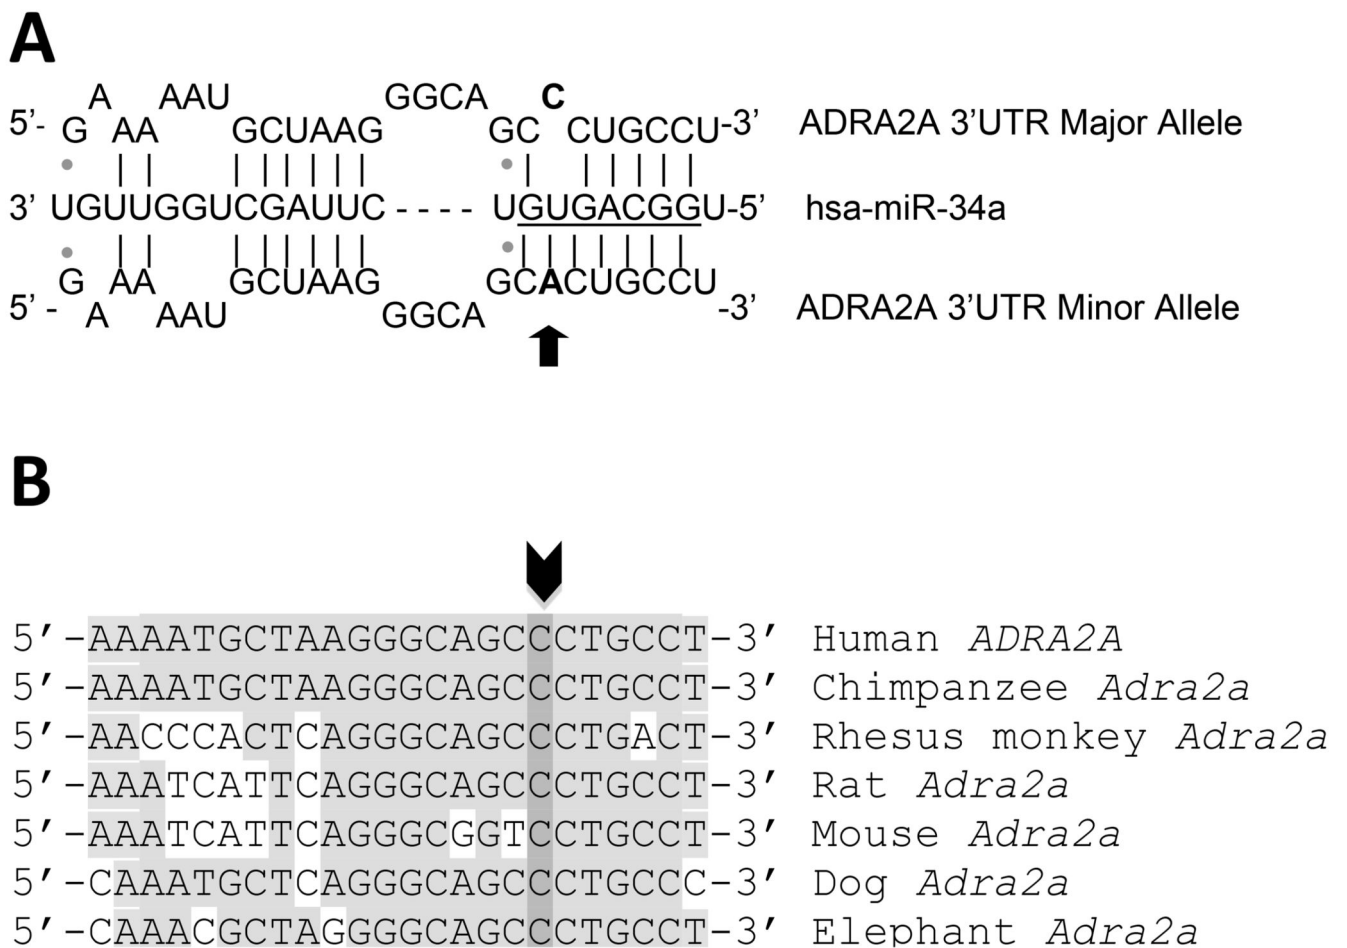 A
A AAU GGCA C
5'- G AA GCUAAG GC CUGCCU-3' ADRA2A 3'UTR Major Allele
3' UGUUGGUCGAUUC - - - - UGUGACGGU-5' hsa-miR-34a
G AA GCUAAG GCACUGCCU
5' - A AAU GGCA -3' ADRA2A 3'UTR Minor Allele
B
5'-AAAATGCTAAGGGCAGCCCTGCCT-3' Human ADRA2A
5'-AAAATGCTAAGGGCAGCCCTGCCT-3' Chimpanzee Adra2a
5'-AACCCACTCAGGGCAGCCCTGACT-3' Rhesus monkey Adra2a
5'-AAATCATTCAGGGCAGCCCTGCCT-3' Rat Adra2a
5'-AAATCATTCAGGGCGGTCCTGCCT-3' Mouse Adra2a
5'-CAAATGCTCAGGGCAGCCCTGCCC-3' Dog Adra2a
5'-CAAACGCTAGGGGCAGCCCTGCCT-3' Elephant Adra2a